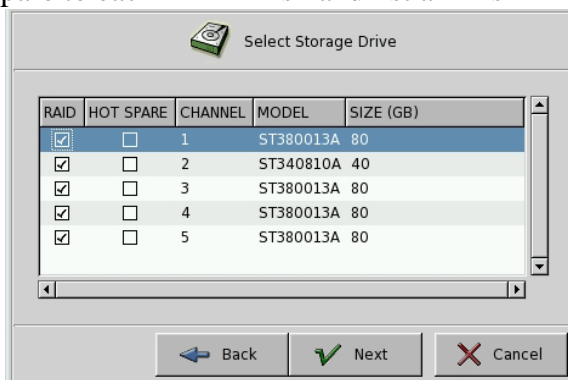 Select Storage Drive
RAID HOT SPARE CHANNEL MODEL SIZE (GB)
1 ST380013A 80
2 ST340810A 40
3 ST380013A 80
4 ST380013A 80
5 ST380013A 80
Back Next Cancel